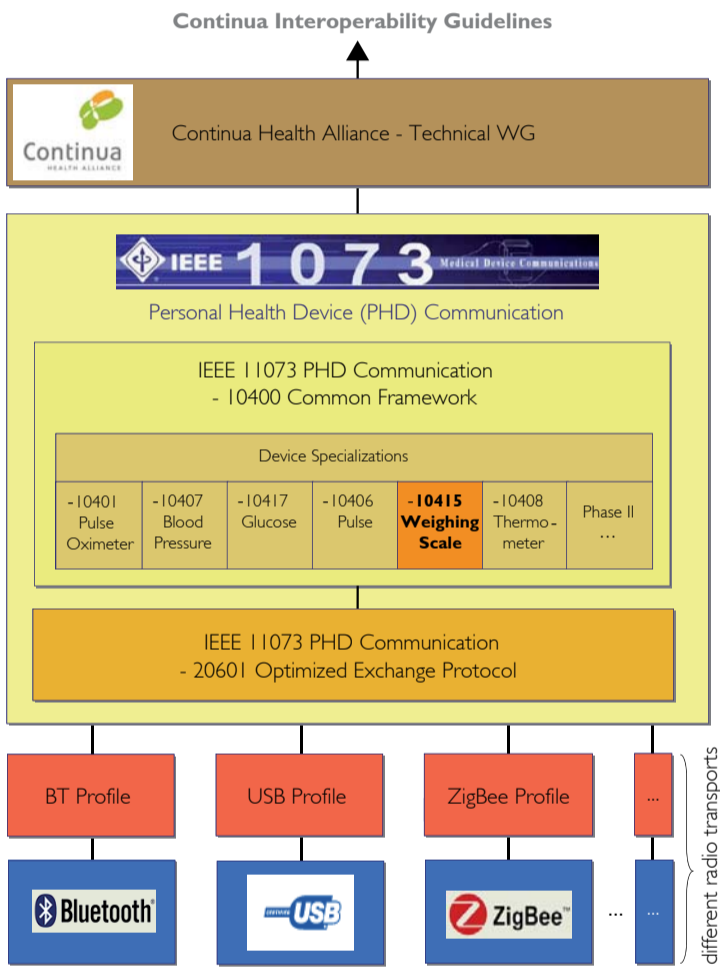 Continua Interoperability Guidelines
Continua
HEALTH ALLIANCE
Continua Health Alliance - Technical WG
IEEE 1073 Medical Device Communications
Personal Health Device (PHD) Communication
IEEE 11073 PHD Communication
- 10400 Common Framework
Device Specializations
-10401
Pulse
Oximeter
-10407
Blood
Pressure
-10417
Glucose
-10406
Pulse
-10415
Weighing
Scale
-10408
Thermo-
meter
Phase II
...
IEEE 11073 PHD Communication
- 20601 Optimized Exchange Protocol
BT Profile
USB Profile
ZigBee Profile
...
Bluetooth®
CERTIFIED USB
ZigBee™
...
...
different radio transports